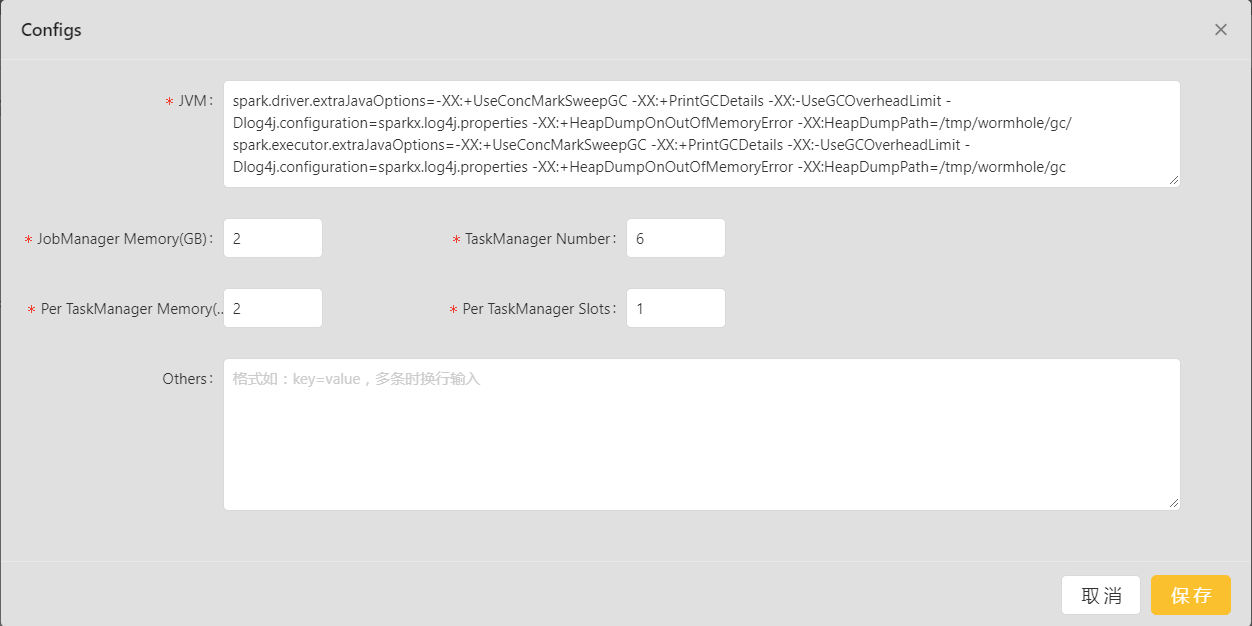 Configs
* JVM:
spark.driver.extraJavaOptions=-XX:+UseConcMarkSweepGC -XX:+PrintGCDetails -XX:-UseGCOverheadLimit -
Dlog4j.configuration=sparkx.log4j.properties -XX:+HeapDumpOnOutOfMemoryError -XX:HeapDumpPath=/tmp/wormhole/gc/
spark.executor.extraJavaOptions=-XX:+UseConcMarkSweepGC -XX:+PrintGCDetails -XX:-UseGCOverheadLimit -
Dlog4j.configuration=sparkx.log4j.properties -XX:+HeapDumpOnOutOfMemoryError -XX:HeapDumpPath=/tmp/wormhole/gc
* JobManager Memory(GB): 2 * TaskManager Number: 6
* Per TaskManager Memory(.. 2 * Per TaskManager Slots: 1
Others: 格式如：key=value，多条时换行输入
取消 保存